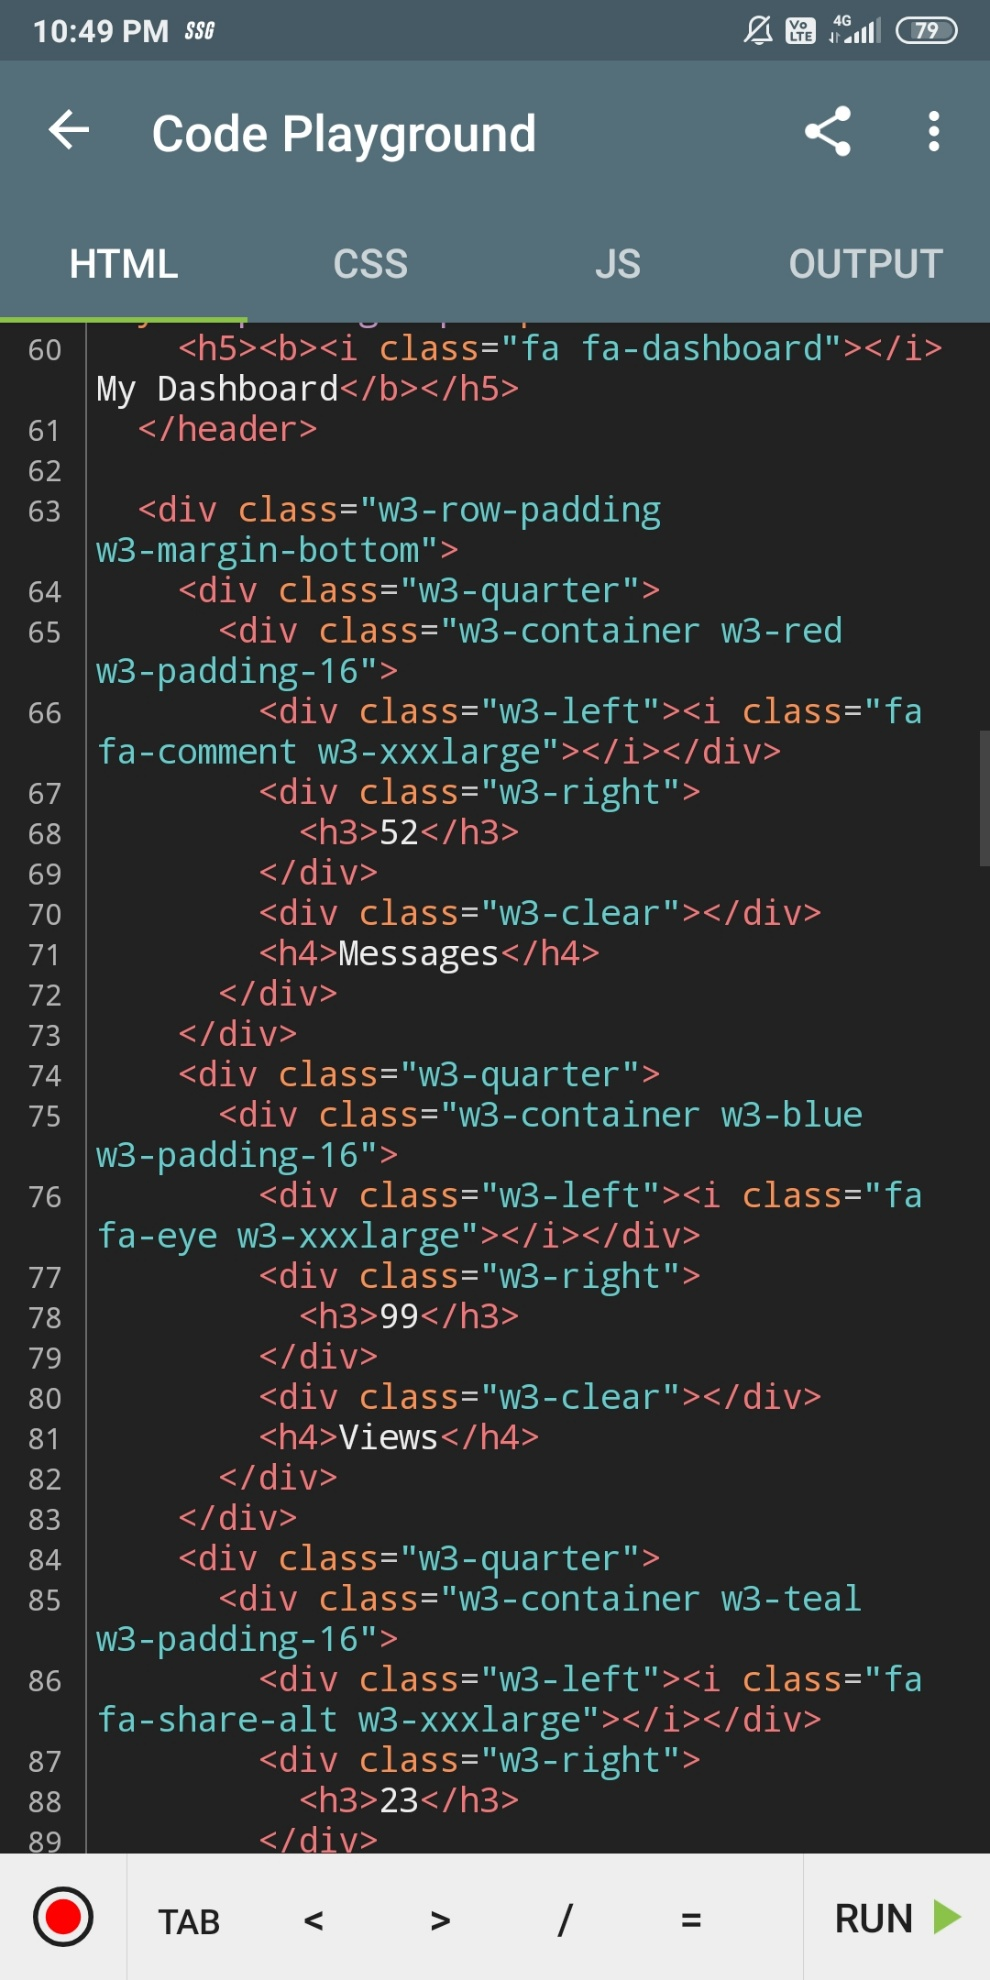 10:49 PM SSG Vo LTE 4G 79
Code Playground
HTML CSS JS OUTPUT
60 <h5><b><i class="fa fa-dashboard"></i>
My Dashboard</b></h5>
61 </header>
62
63 <div class="w3-row-padding
w3-margin-bottom">
64 <div class="w3-quarter">
65 <div class="w3-container w3-red
w3-padding-16">
66 <div class="w3-left"><i class="fa
fa-comment w3-xxxlarge"></i></div>
67 <div class="w3-right">
68 <h3>52</h3>
69 </div>
70 <div class="w3-clear"></div>
71 <h4>Messages</h4>
72 </div>
73 </div>
74 <div class="w3-quarter">
75 <div class="w3-container w3-blue
w3-padding-16">
76 <div class="w3-left"><i class="fa
fa-eye w3-xxxlarge"></i></div>
77 <div class="w3-right">
78 <h3>99</h3>
79 </div>
80 <div class="w3-clear"></div>
81 <h4>Views</h4>
82 </div>
83 </div>
84 <div class="w3-quarter">
85 <div class="w3-container w3-teal
w3-padding-16">
86 <div class="w3-left"><i class="fa
fa-share-alt w3-xxxlarge"></i></div>
87 <div class="w3-right">
88 <h3>23</h3>
89 </div>
TAB < > / = RUN